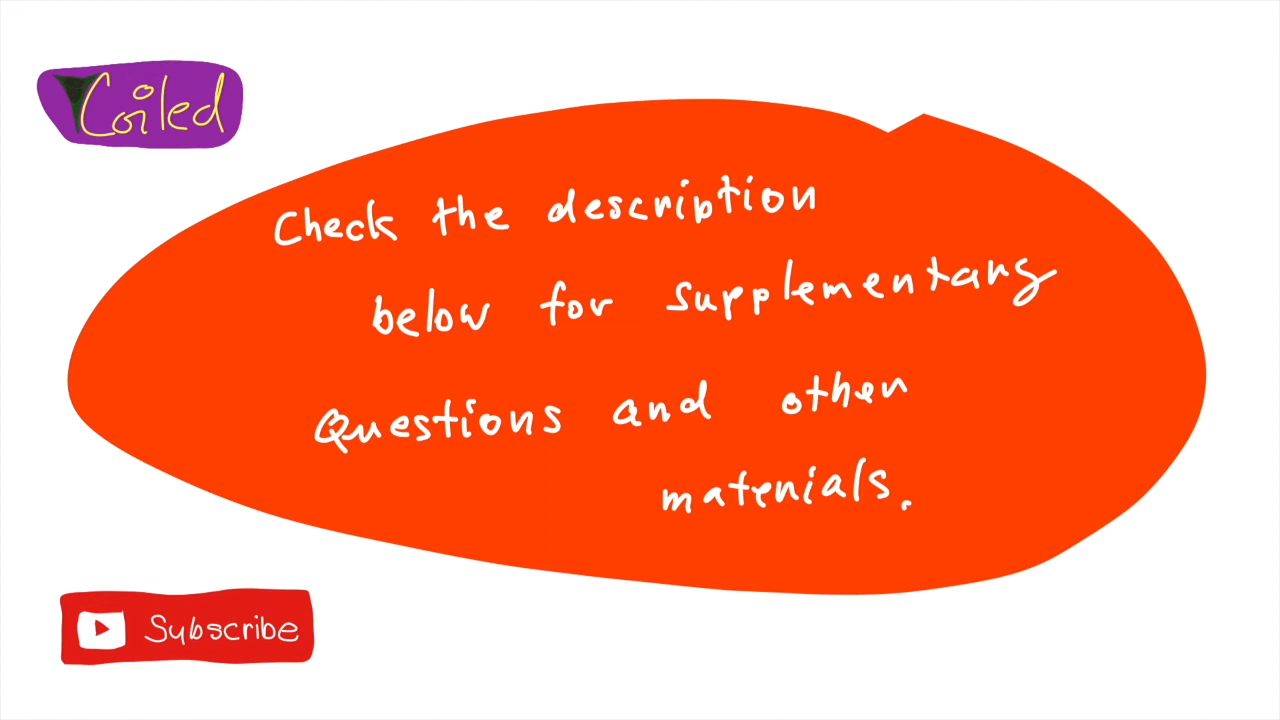 Coiled
Check the description
below for supplementary
Questions and other
materials.
Subscribe